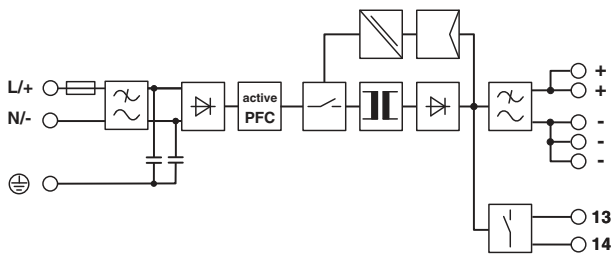 L/+
N/-
active
PFC
+
+
-
-
-
13
14